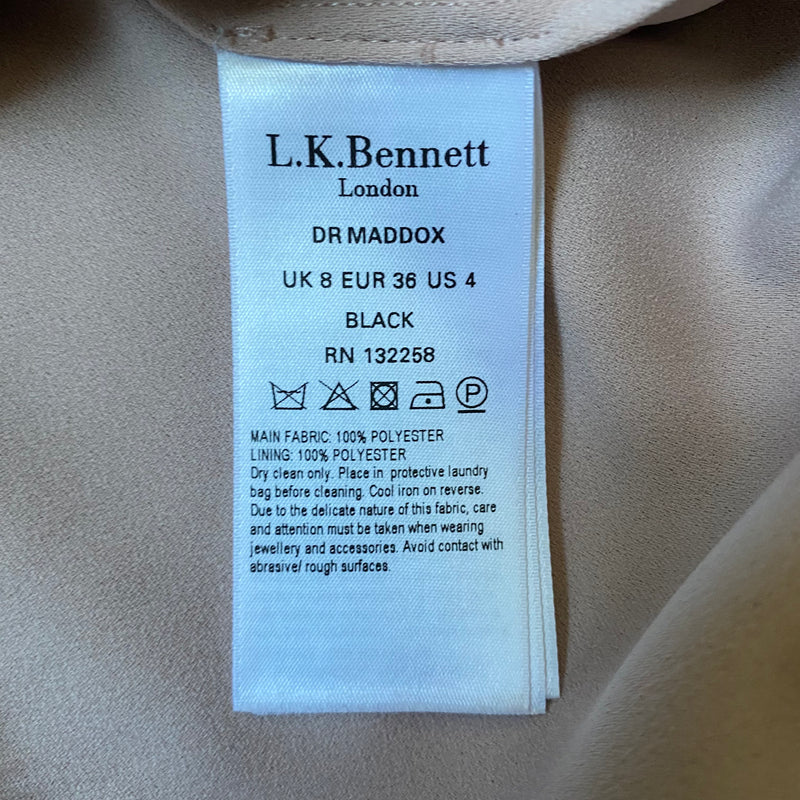 L.K.Bennett
London
DR MADDOX
UK 8 EUR 36 US 4
BLACK
RN 132258
P
MAIN FABRIC: 100% POLYESTER
LINING: 100% POLYESTER
Dry clean only. Place in protective laundry
bag before cleaning. Cool iron on reverse.
Due to the delicate nature of this fabric, care
and attention must be taken when wearing
jewellery and accessories. Avoid contact with
abrasive/ rough surfaces.